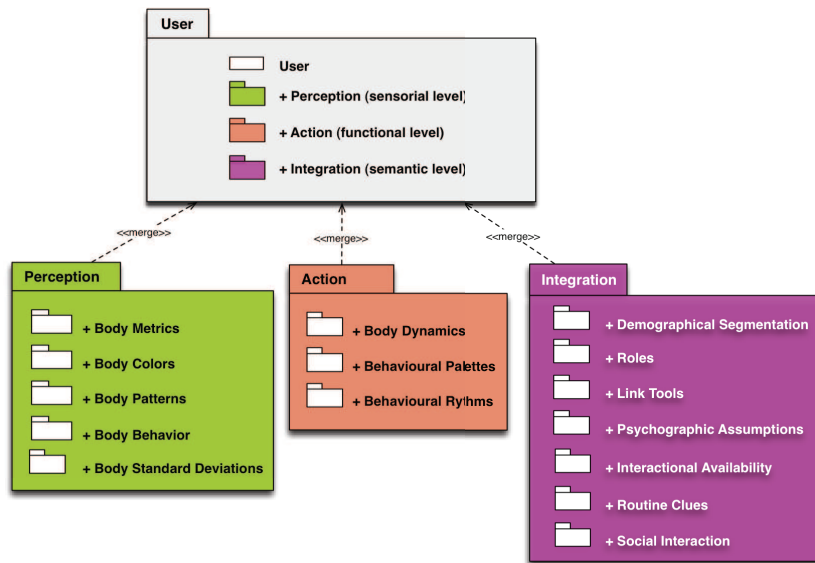 User
User
+ Perception (sensorial level)
+ Action (functional level)
+ Integration (semantic level)
<<merge>>
<<merge>>
<<merge>>
Perception
+ Body Metrics
+ Body Colors
+ Body Patterns
+ Body Behavior
+ Body Standard Deviations
Action
+ Body Dynamics
+ Behavioural Palettes
+ Behavioural Rythms
Integration
+ Demographical Segmentation
+ Roles
+ Link Tools
+ Psychographic Assumptions
+ Interactional Availability
+ Routine Clues
+ Social Interaction